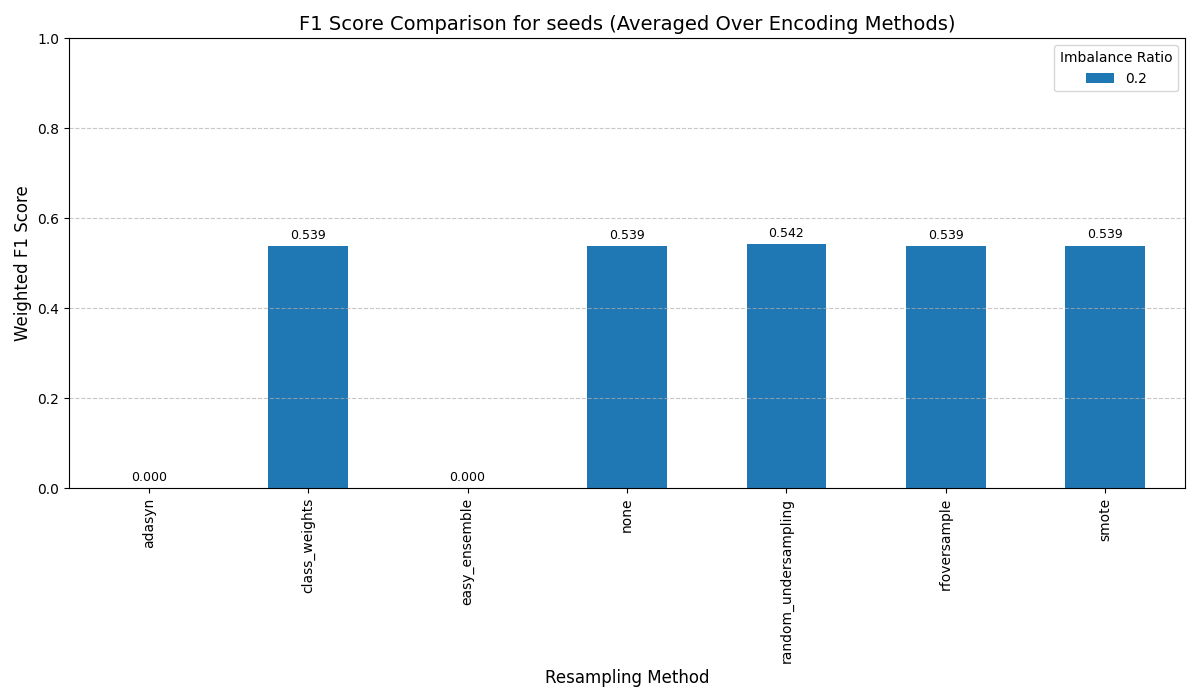 F1 Score Comparison for seeds (Averaged Over Encoding Methods)
Weighted F1 Score
1.0
0.8
0.6
0.4
0.2
0.0
Imbalance Ratio
0.2
0.000
0.539
0.000
0.539
0.542
0.539
0.539
adasyn
class_weights
easy_ensemble
none
random_undersampling
rfoversample
smote
Resampling Method